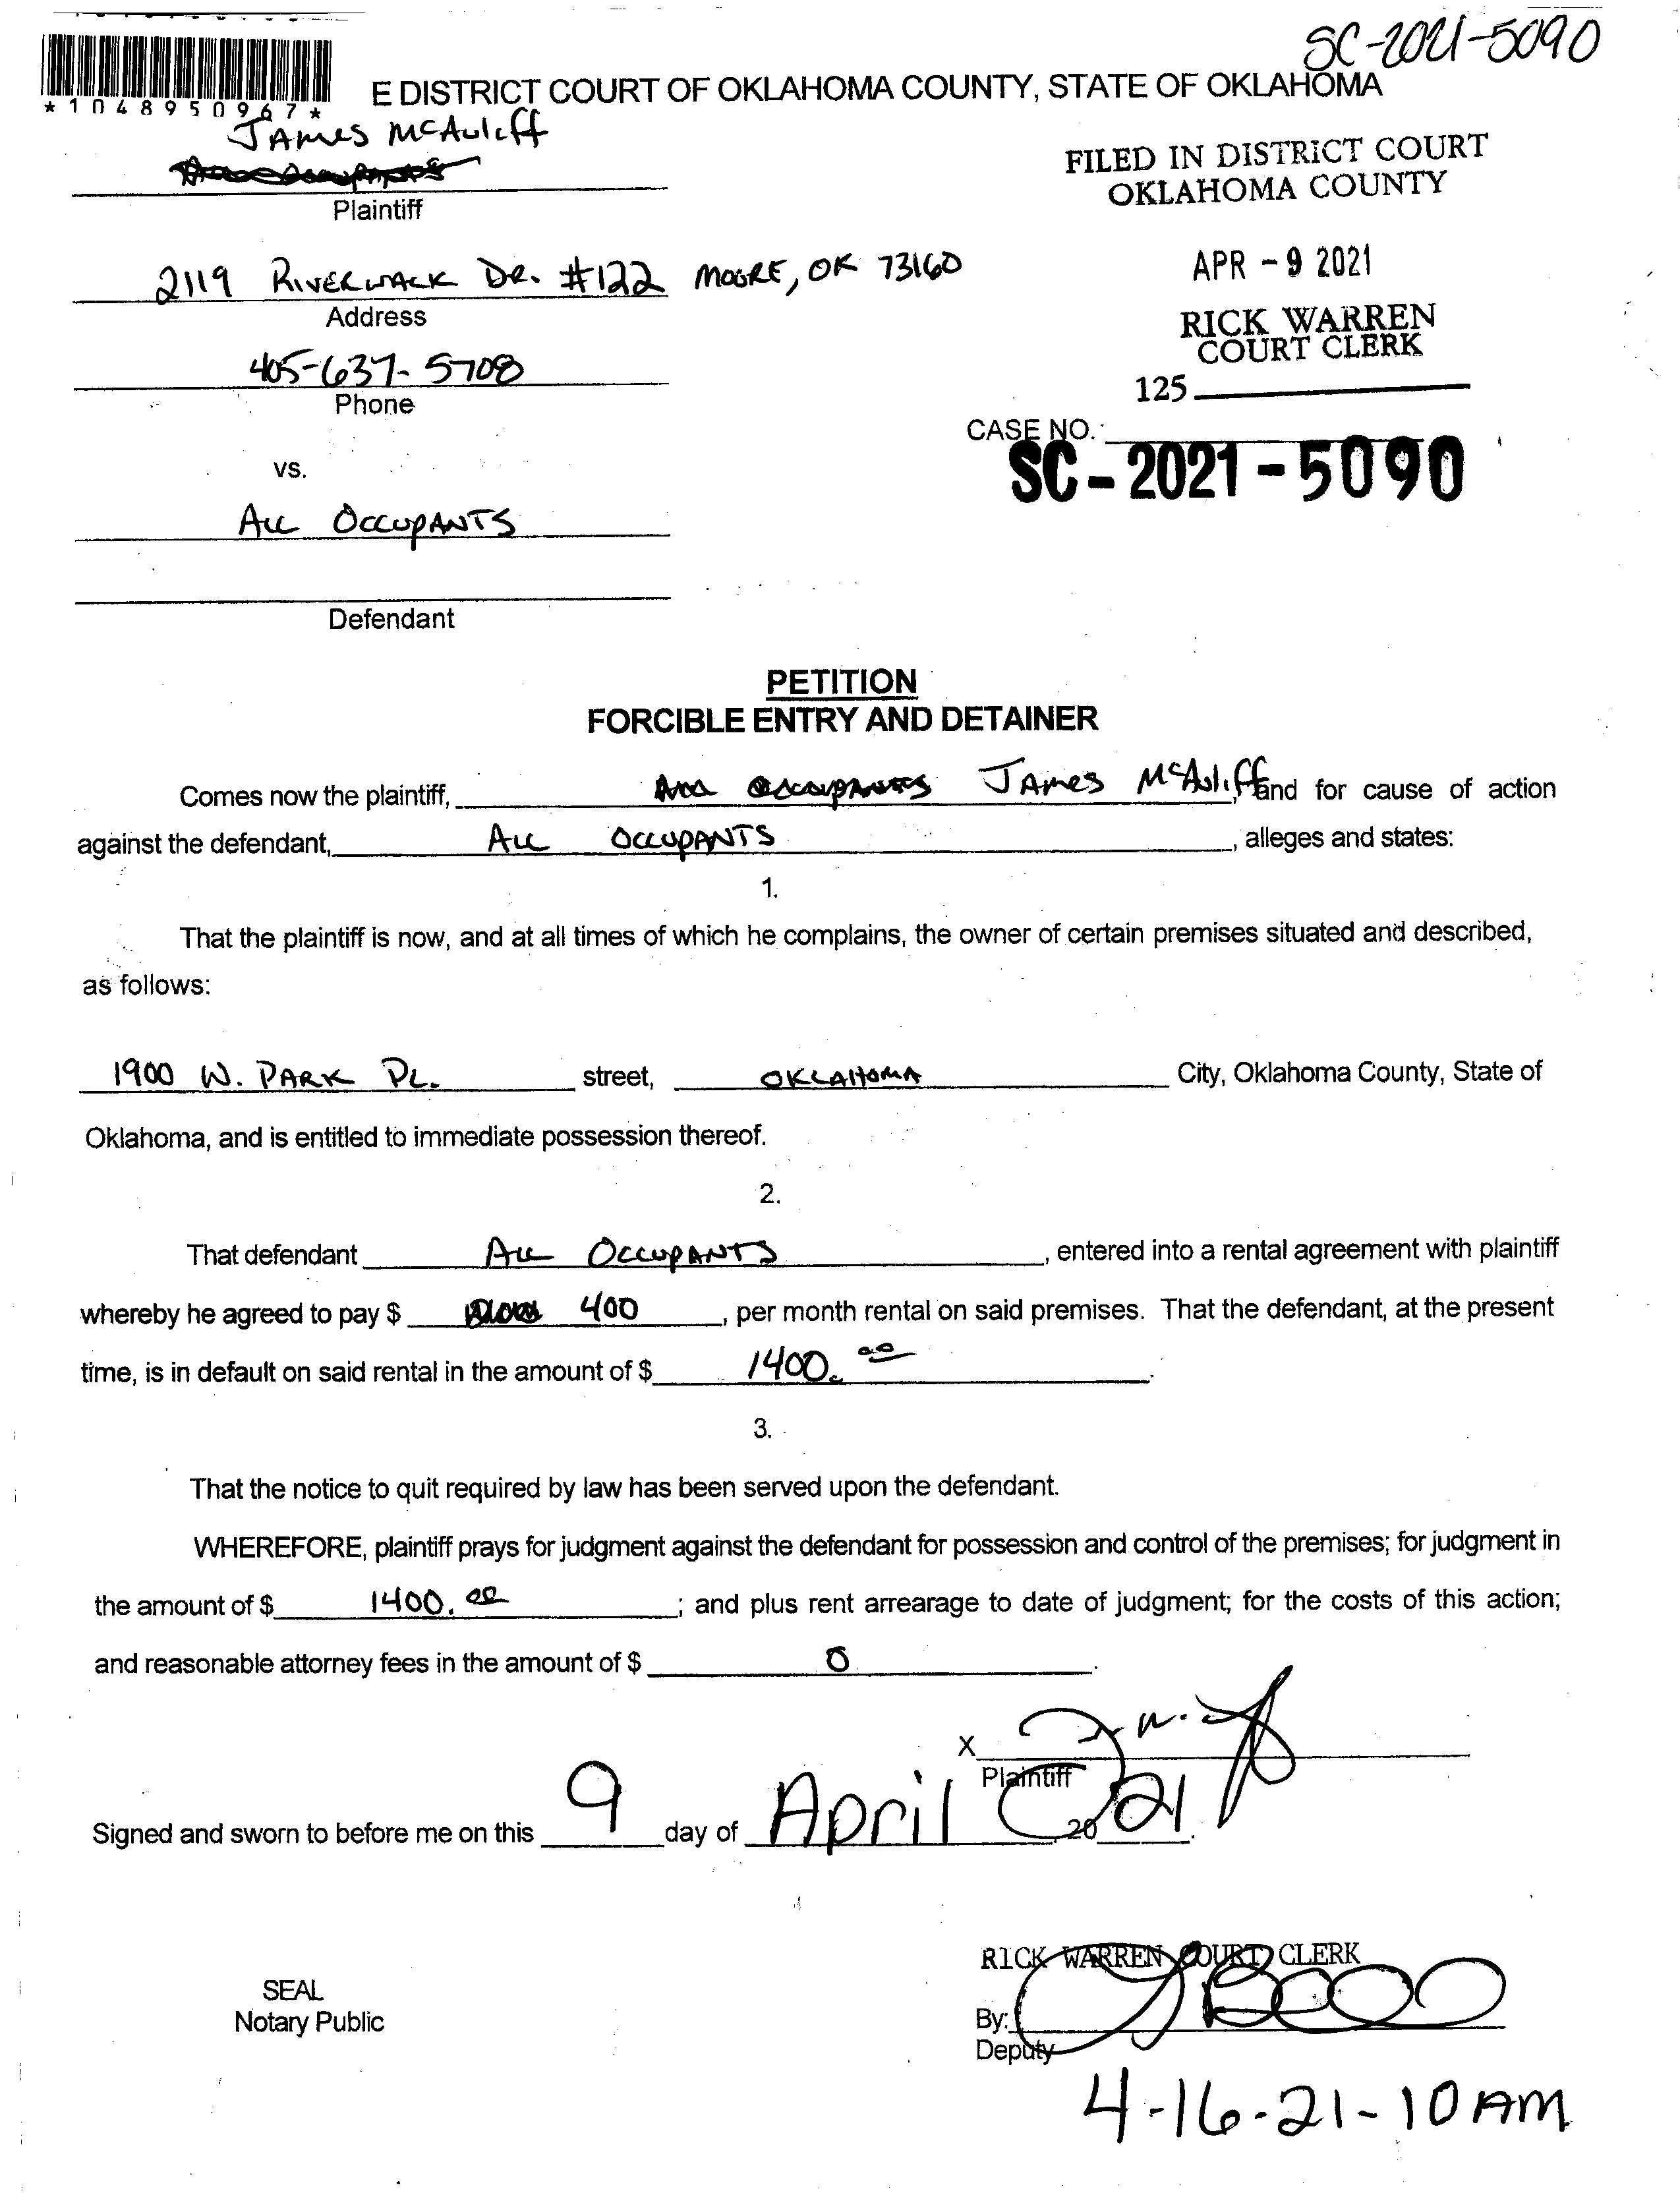 SC-2021-5090
*1048950967*
E DISTRICT COURT OF OKLAHOMA COUNTY, STATE OF OKLAHOMA
JAMES MCAULIFF
Plaintiff
FILED IN DISTRICT COURT
OKLAHOMA COUNTY
2119 RIVERWALK DR. #122 MOORE, OK 73160
Address
APR - 9 2021
RICK WARREN
COURT CLERK
405-637-5708
Phone
125
CASE NO.
SC-2021-5090
vs.
ALL OCCUPANTS
Defendant
PETITION
FORCIBLE ENTRY AND DETAINER
Comes now the plaintiff, ALL OCCUPANTS JAMES MCAULIFF, and for cause of action
against the defendant, ALL OCCUPANTS, alleges and states:
1.
That the plaintiff is now, and at all times of which he complains, the owner of certain premises situated and described,
as follows:
1900 W. PARK PL. street, OKLAHOMA City, Oklahoma County, State of
Oklahoma, and is entitled to immediate possession thereof.
2.
That defendant ALL OCCUPANTS, entered into a rental agreement with plaintiff
whereby he agreed to pay $ 400, per month rental on said premises. That the defendant, at the present
time, is in default on said rental in the amount of $ 1400.00.
3.
That the notice to quit required by law has been served upon the defendant.
WHEREFORE, plaintiff prays for judgment against the defendant for possession and control of the premises; for judgment in
the amount of $ 1400.00; and plus rent arrearage to date of judgment; for the costs of this action;
and reasonable attorney fees in the amount of $ 0.
X
Plaintiff
Signed and sworn to before me on this 9 day of April, 2021.
RICK WARREN COURT CLERK
SEAL
Notary Public
By:
Deputy
4-16-21-10AM